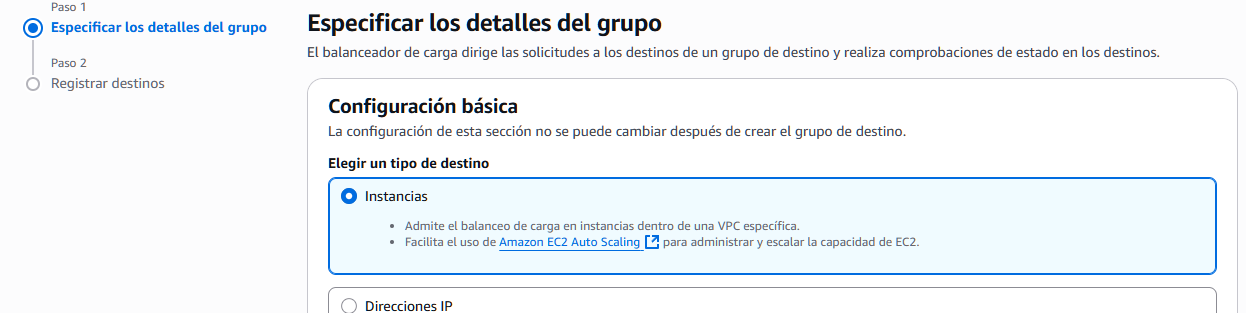 Paso 1
Especificar los detalles del grupo
Paso 2
Registrar destinos
Especificar los detalles del grupo
El balanceador de carga dirige las solicitudes a los destinos de un grupo de destino y realiza comprobaciones de estado en los destinos.
Configuración básica
La configuración de esta sección no se puede cambiar después de crear el grupo de destino.
Elegir un tipo de destino
Instancias
Admite el balanceo de carga en instancias dentro de una VPC específica.
Facilita el uso de Amazon EC2 Auto Scaling para administrar y escalar la capacidad de EC2.
Direcciones IP